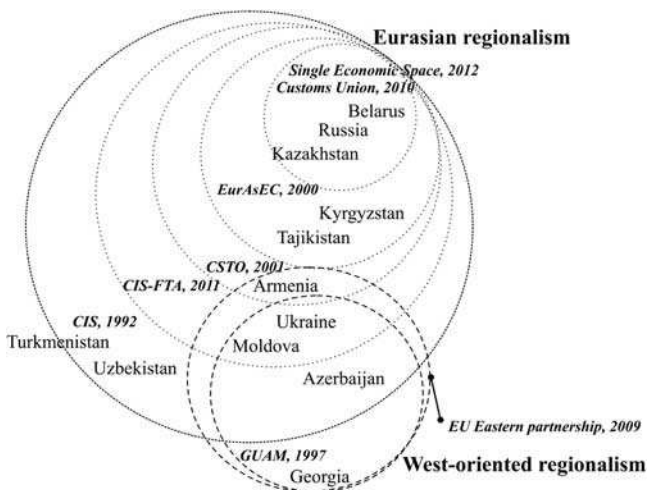 Eurasian regionalism
Single Economic Space, 2012
Customs Union, 2010
Belarus
Russia
Kazakhstan
EurAsEC, 2000
Kyrgyzstan
Tajikistan
CSTO, 2001
Armenia
CIS-FTA, 2011
CIS, 1992
Ukraine
Turkmenistan
Moldova
Uzbekistan
Azerbaijan
EU Eastern partnership, 2009
GUAM, 1997
West-oriented regionalism
Georgia